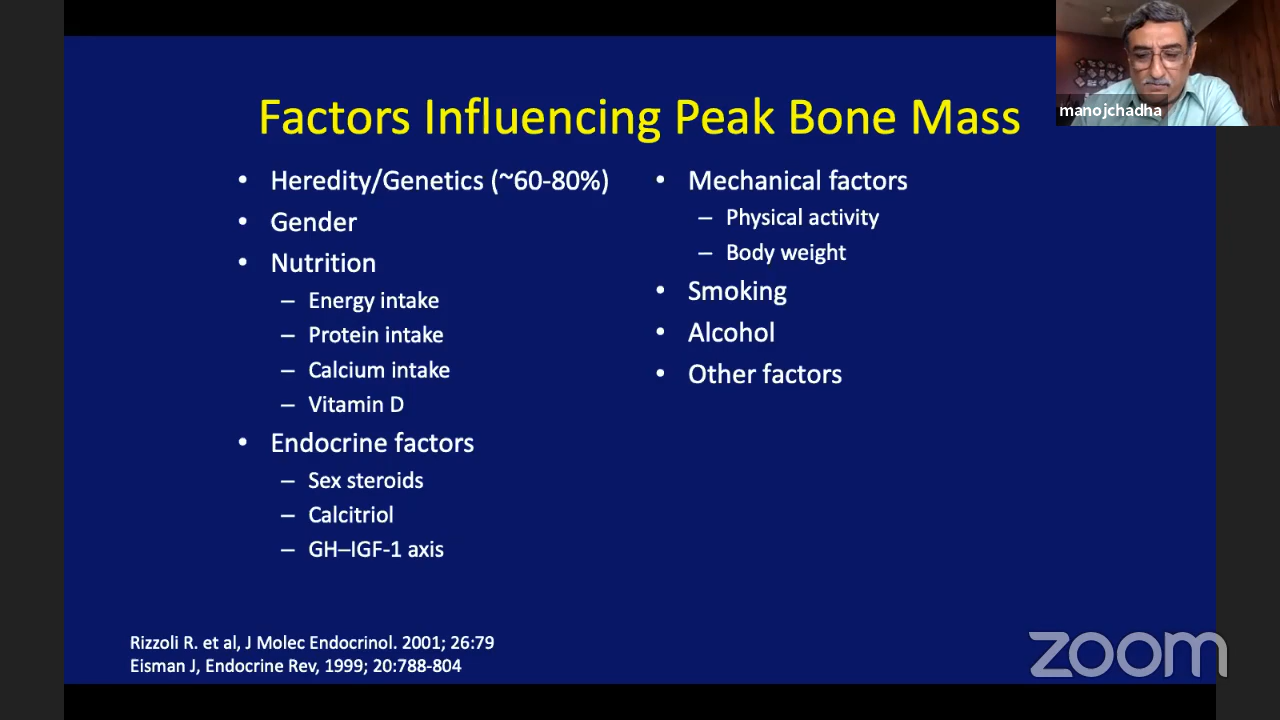 Factors Influencing Peak Bone Mass
manojchadha
• Heredity/Genetics (~60-80%)
• Gender
• Nutrition
– Energy intake
– Protein intake
– Calcium intake
– Vitamin D
• Endocrine factors
– Sex steroids
– Calcitriol
– GH–IGF-1 axis
• Mechanical factors
– Physical activity
– Body weight
• Smoking
• Alcohol
• Other factors
Rizzoli R. et al, J Molec Endocrinol. 2001; 26:79
Eisman J, Endocrine Rev, 1999; 20:788-804
zoom